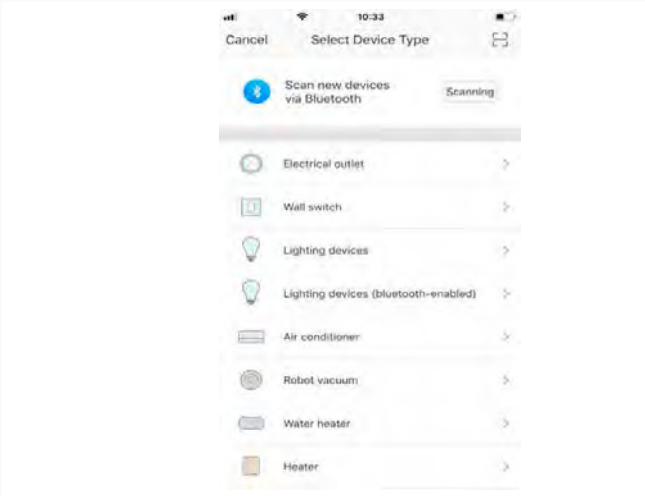 10:33
Cancel
Select Device Type
Scan new devices
via Bluetooth
Scanning
Electrical outlet
Wall switch
Lighting devices
Lighting devices (bluetooth-enabled)
Air conditioner
Robot vacuum
Water heater
Heater